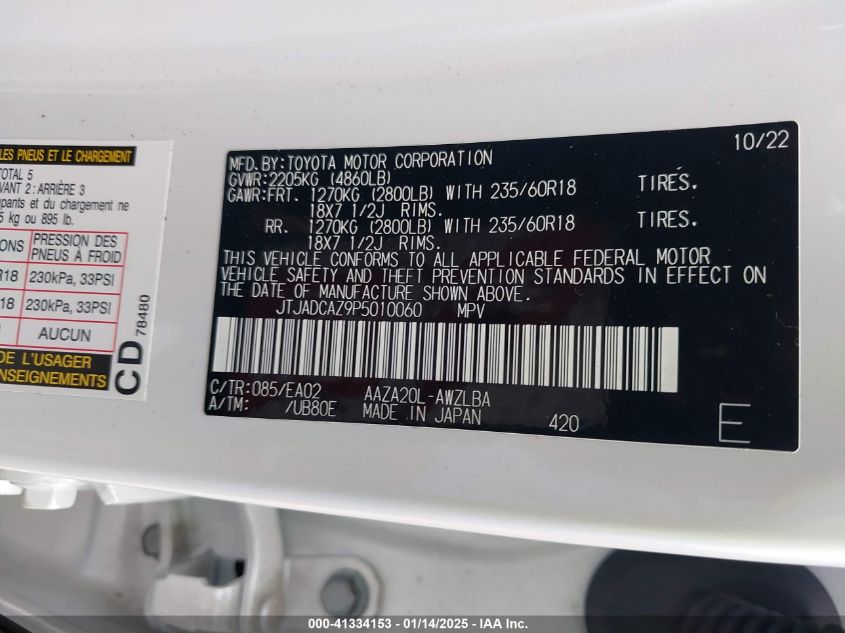 LES PNEUS ET LE CHARGEMENT
TOTAL 5
VANT 2 : ARRIÈRE 3
upants et du chargement ne
5 kg ou 895 lb.
ONS PRESSION DES PNEUS À FROID
R18 230kPa, 33PSI
R18 230kPa, 33PSI
AUCUN
DE L'USAGER
ENSEIGNEMENTS
CD
78480
10/22
MFD. BY: TOYOTA MOTOR CORPORATION
GVWR:2205KG (4860LB)
GAWR:FRT. 1270KG (2800LB) WITH 235/60R18 TIRES.
18X7 1/2J RIMS.
RR. 1270KG (2800LB) WITH 235/60R18 TIRES.
18X7 1/2J RIMS.
THIS VEHICLE CONFORMS TO ALL APPLICABLE FEDERAL MOTOR
VEHICLE SAFETY AND THEFT PREVENTION STANDARDS IN EFFECT ON
THE DATE OF MANUFACTURE SHOWN ABOVE.
JTJADCAZ9P5010060 MPV
C/TR:085/EA02 AAZA20L-AWZLBA
A/TM: /UB80E MADE IN JAPAN 420
E
000-41334153 - 01/14/2025 - IAA, Inc.